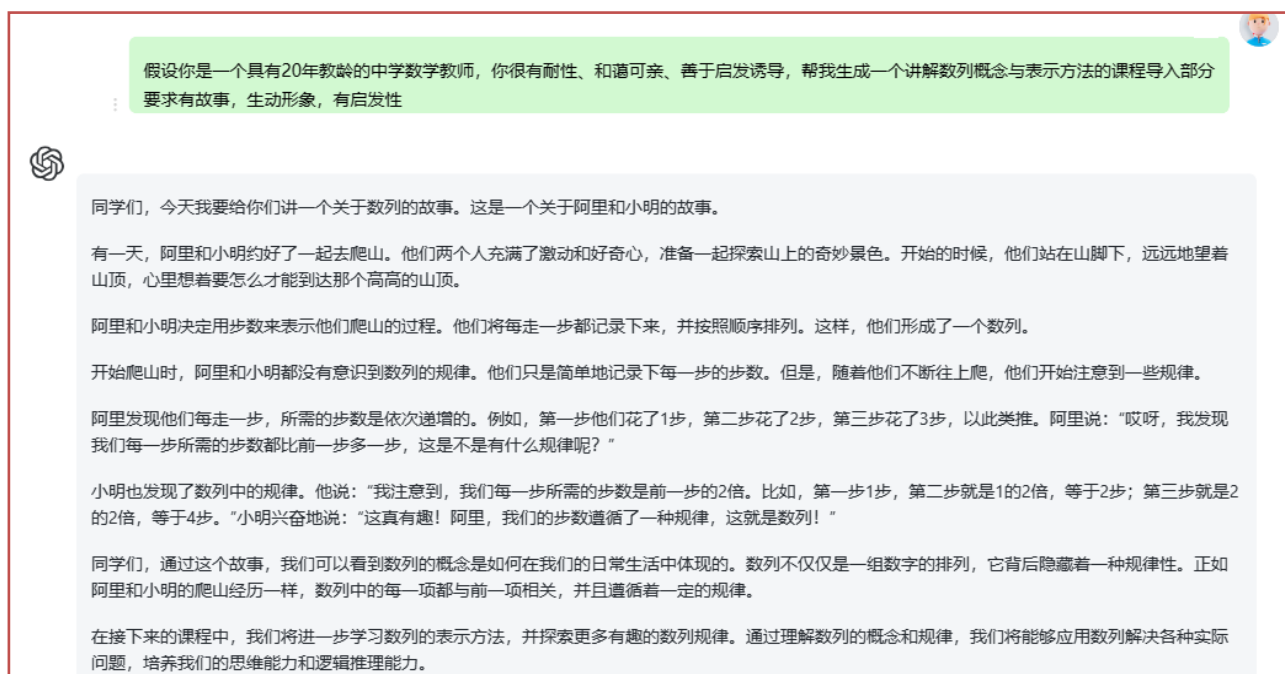 假设你是一个具有20年教龄的中学数学教师，你很有耐性、和蔼可亲、善于启发诱导，帮我生成一个讲解数列概念与表示方法的课程导入部分
要求有故事，生动形象，有启发性
同学们，今天我要给你们讲一个关于数列的故事。这是一个关于阿里和小明的故事。
有一天，阿里和小明约好了一起去爬山。他们两个人充满了激动和好奇心，准备一起探索山上的奇妙景色。开始的时候，他们站在山脚下，远远地望着
山顶，心里想着要怎么才能到达那个高高的山顶。
阿里和小明决定用步数来表示他们爬山的过程。他们将每走一步都记录下来，并按照顺序排列。这样，他们形成了一个数列。
开始爬山时，阿里和小明都没有意识到数列的规律。他们只是简单地记录下每一步的步数。但是，随着他们不断往上爬，他们开始注意到一些规律。
阿里发现他们每走一步，所需的步数是依次递增的。例如，第一步他们花了1步，第二步花了2步，第三步花了3步，以此类推。阿里说：“哎呀，我发现
我们每一步所需的步数都比前一步多一步，这是不是有什么规律呢？”
小明也发现了数列中的规律。他说：“我注意到，我们每一步所需的步数是前一步的2倍。比如，第一步1步，第二步就是1的2倍，等于2步；第三步就是2
的2倍，等于4步。“小明兴奋地说：“这真有趣！阿里，我们的步数遵循了一种规律，这就是数列！”
同学们，通过这个故事，我们可以看到数列的概念是如何在我们的日常生活中体现的。数列不仅仅是一组数字的排列，它背后隐藏着一种规律性。正如
阿里和小明的爬山经历一样，数列中的每一项都与前一项相关，并且遵循着一定的规律。
在接下来的课程中，我们将进一步学习数列的表示方法，并探索更多有趣的数列规律。通过理解数列的概念和规律，我们将能够应用数列解决各种实际
问题，培养我们的思维能力和逻辑推理能力。